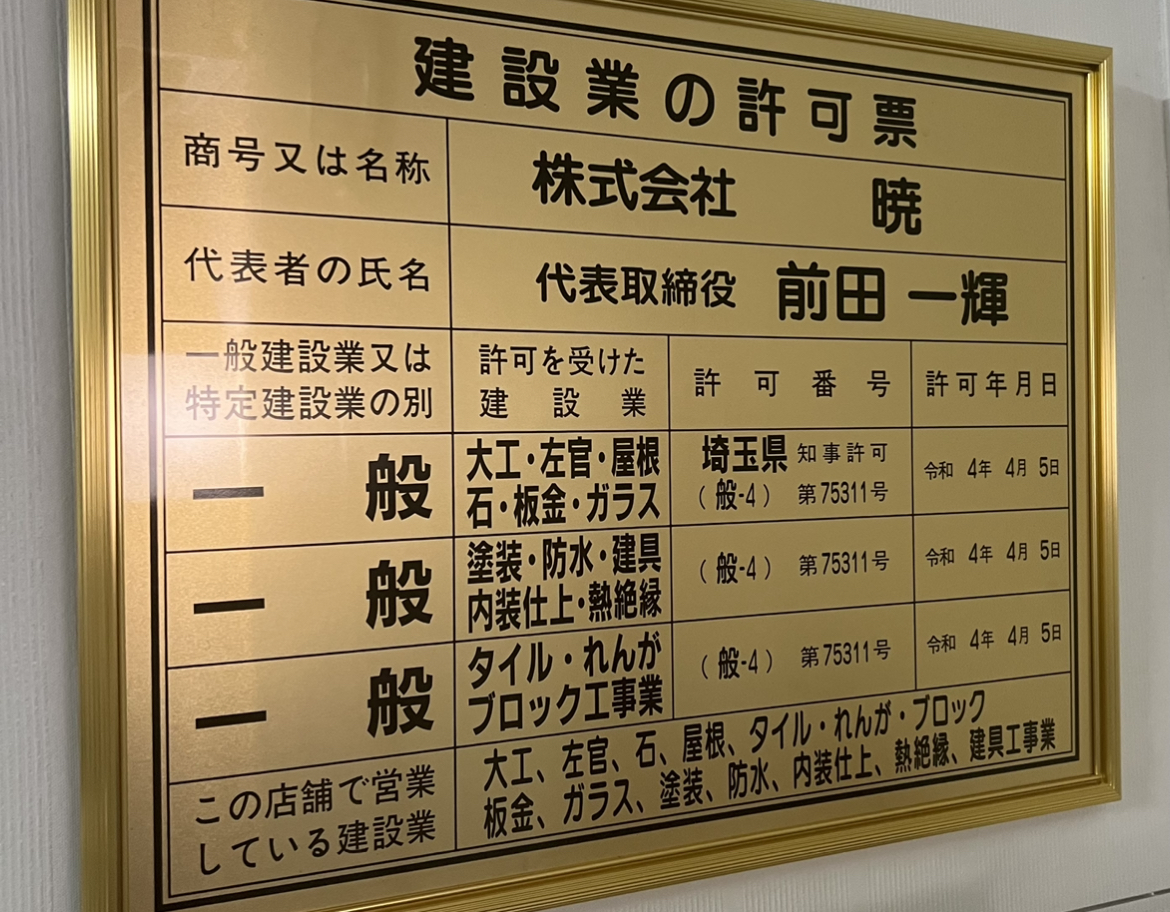 建設業の許可票
商号又は名称
株式会社 暁
代表者の氏名
代表取締役 前田 一輝
一般建設業又は
特定建設業の別
許可を受けた
建設業
許可番号
許可年月日
一般
大工・左官・屋根
石・板金・ガラス
埼玉県 知事許可
(般-4) 第75311号
令和 4年 4月 5日
一般
塗装・防水・建具
内装仕上・熱絶縁
(般-4) 第75311号
令和 4年 4月 5日
一般
タイル・れんが
ブロック工事業
(般-4) 第75311号
令和 4年 4月 5日
この店舗で営業
している建設業
大工、左官、石、屋根、タイル・れんが・ブロック
板金、ガラス、塗装、防水、内装仕上、熱絶縁、建具工事業